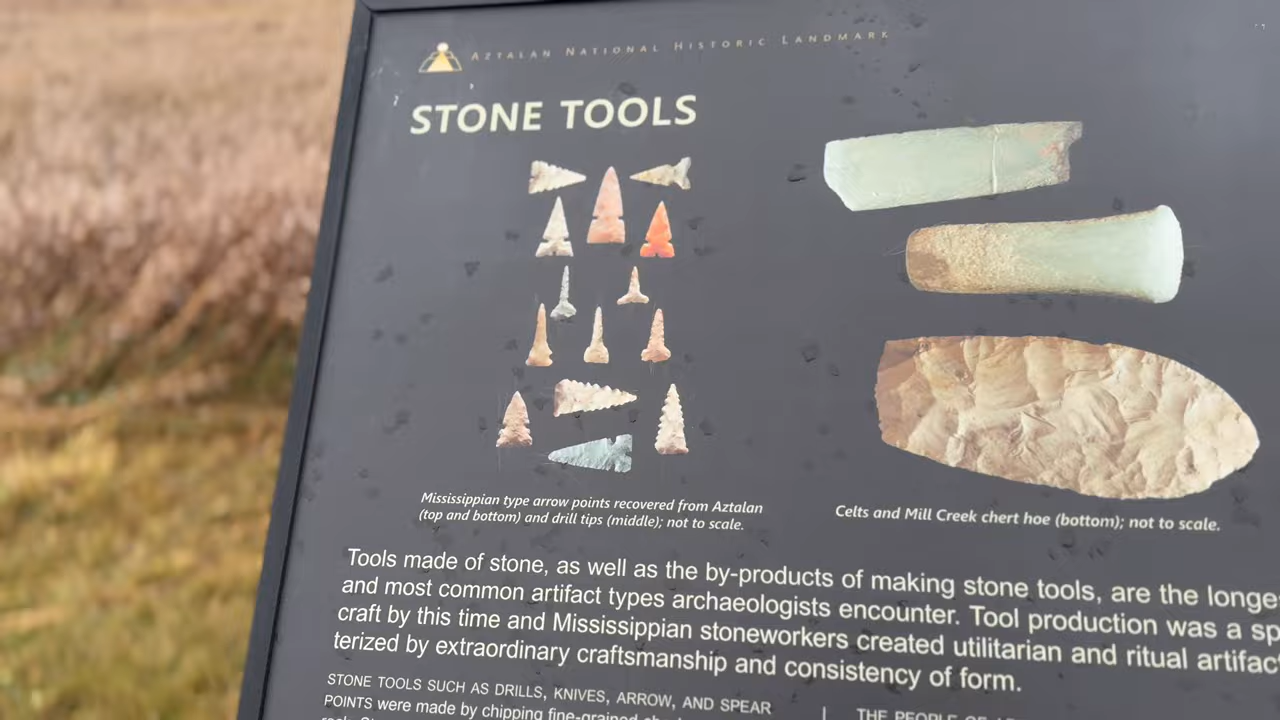 AZTALAN NATIONAL HISTORIC LANDMARK
STONE TOOLS
Mississippian type arrow points recovered from Aztalan
(top and bottom) and drill tips (middle); not to scale.
Celts and Mill Creek chert hoe (bottom); not to scale.
Tools made of stone, as well as the by-products of making stone tools, are the longe
and most common artifact types archaeologists encounter. Tool production was a sp
craft by this time and Mississippian stoneworkers created utilitarian and ritual artifac
terized by extraordinary craftsmanship and consistency of form.
STONE TOOLS SUCH AS DRILLS, KNIVES, ARROW, AND SPEAR
POINTS were made by chipping fine-grained
THE PEOPLE OF